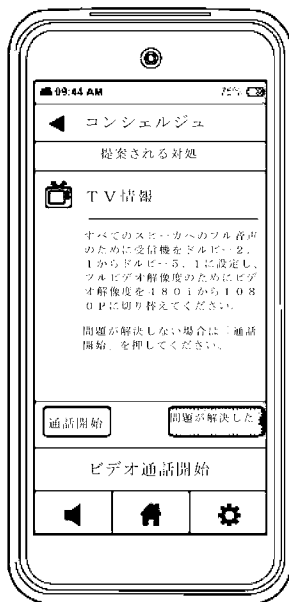 09:44 AM
75%
コンシェルジュ
提案される対処
TV情報
すべてのスピーカへのフル音声
のために受信機をドルビー2.
1からドルビー5.1に設定し、
フルビデオ解像度のためにビデ
オ解像度を480iから108
0Pに切り替えてください。
問題が解決しない場合は「通話
開始」を押してください。
通話開始
問題が解決した
ビデオ通話開始